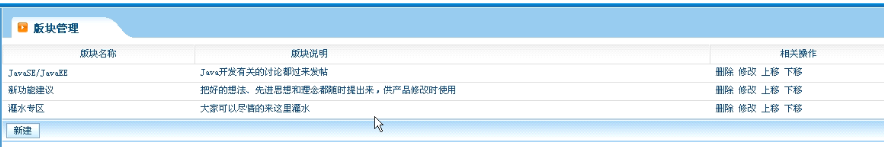 版块管理
版块名称 版块说明 相关操作
JavaSE/JavaEE Java开发有关的讨论都过来发帖 删除 修改 上移 下移
新功能建议 把好的想法、先进思想和理念都随时提出来，供产品修改时使用 删除 修改 上移 下移
灌水专区 大家可以尽情的来这里灌水 删除 修改 上移 下移
新建